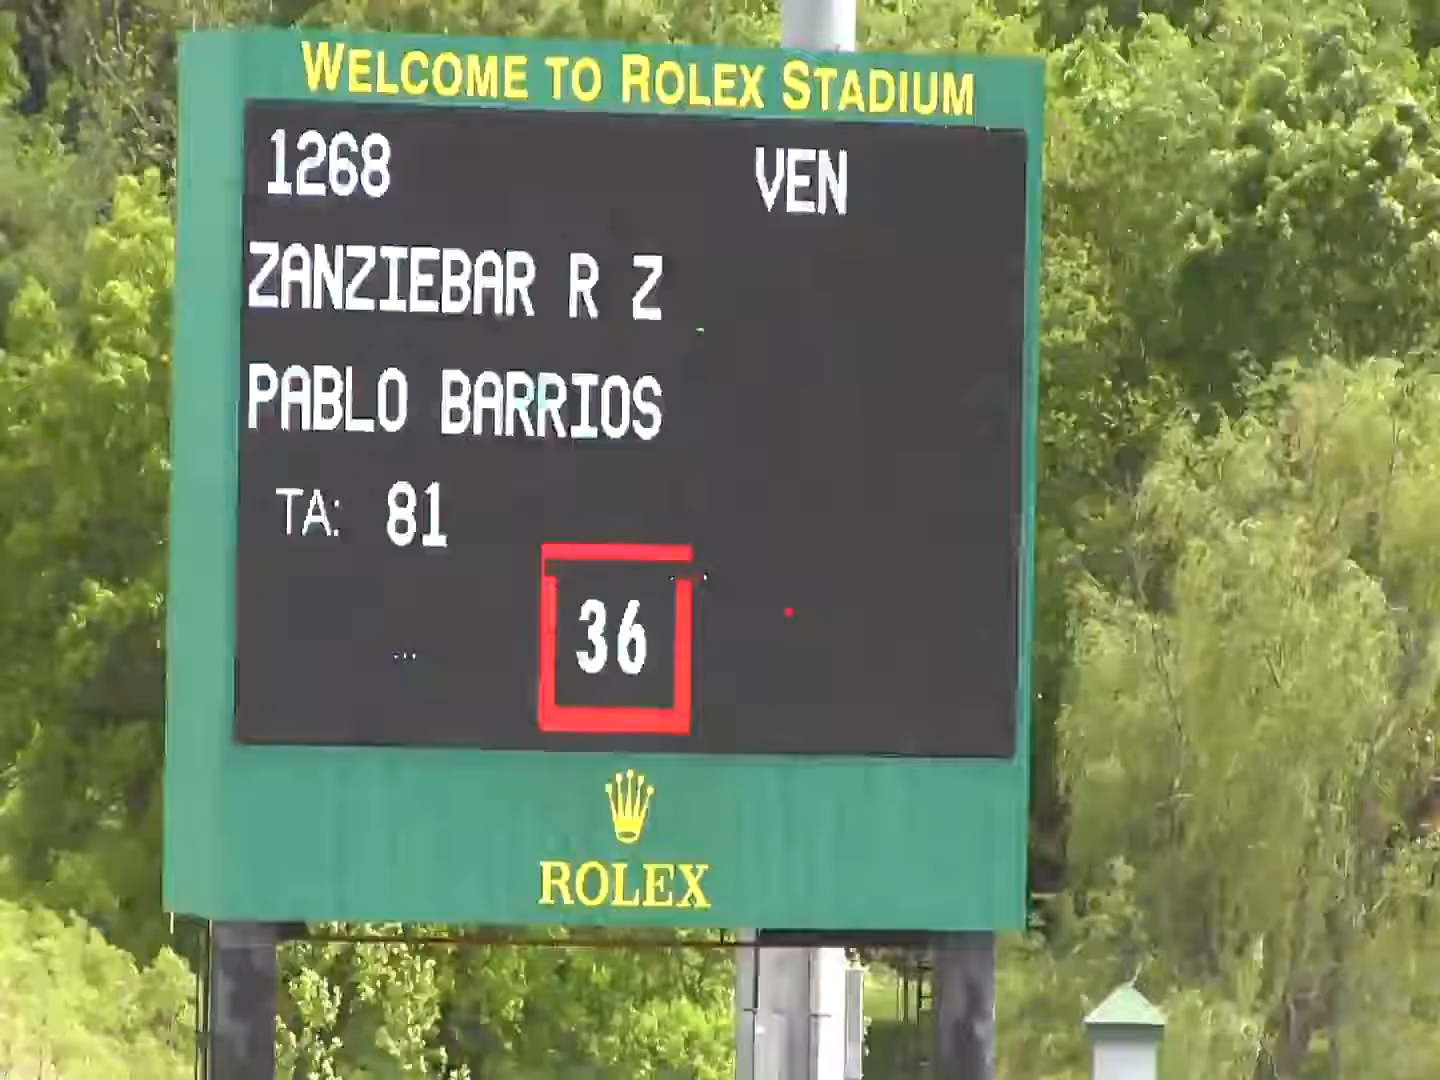 WELCOME TO ROLEX STADIUM
1268 VEN
ZANZIEBAR R Z
PABLO BARRIOS
TA: 81
36
ROLEX